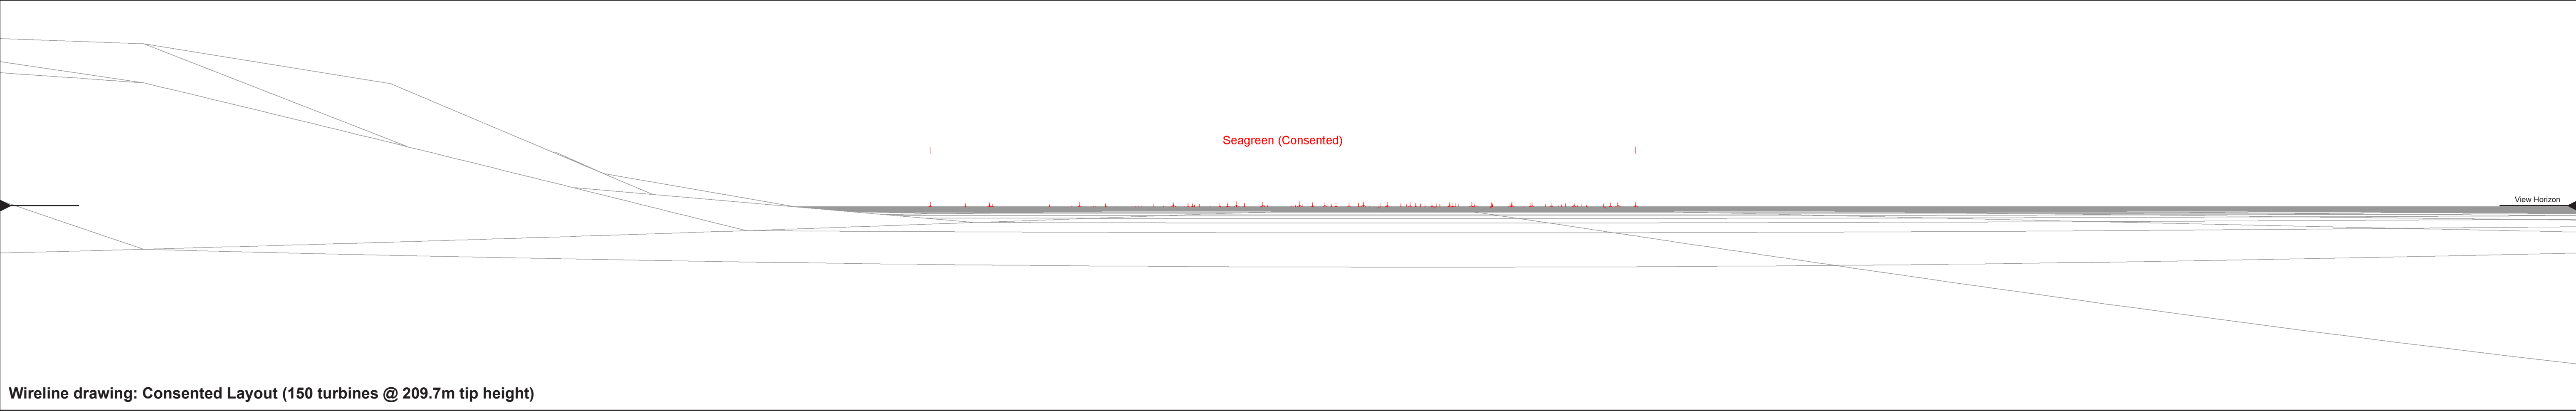 Seagreen (Consented)
View Horizon
Wireline drawing: Consented Layout (150 turbines @ 209.7m tip height)